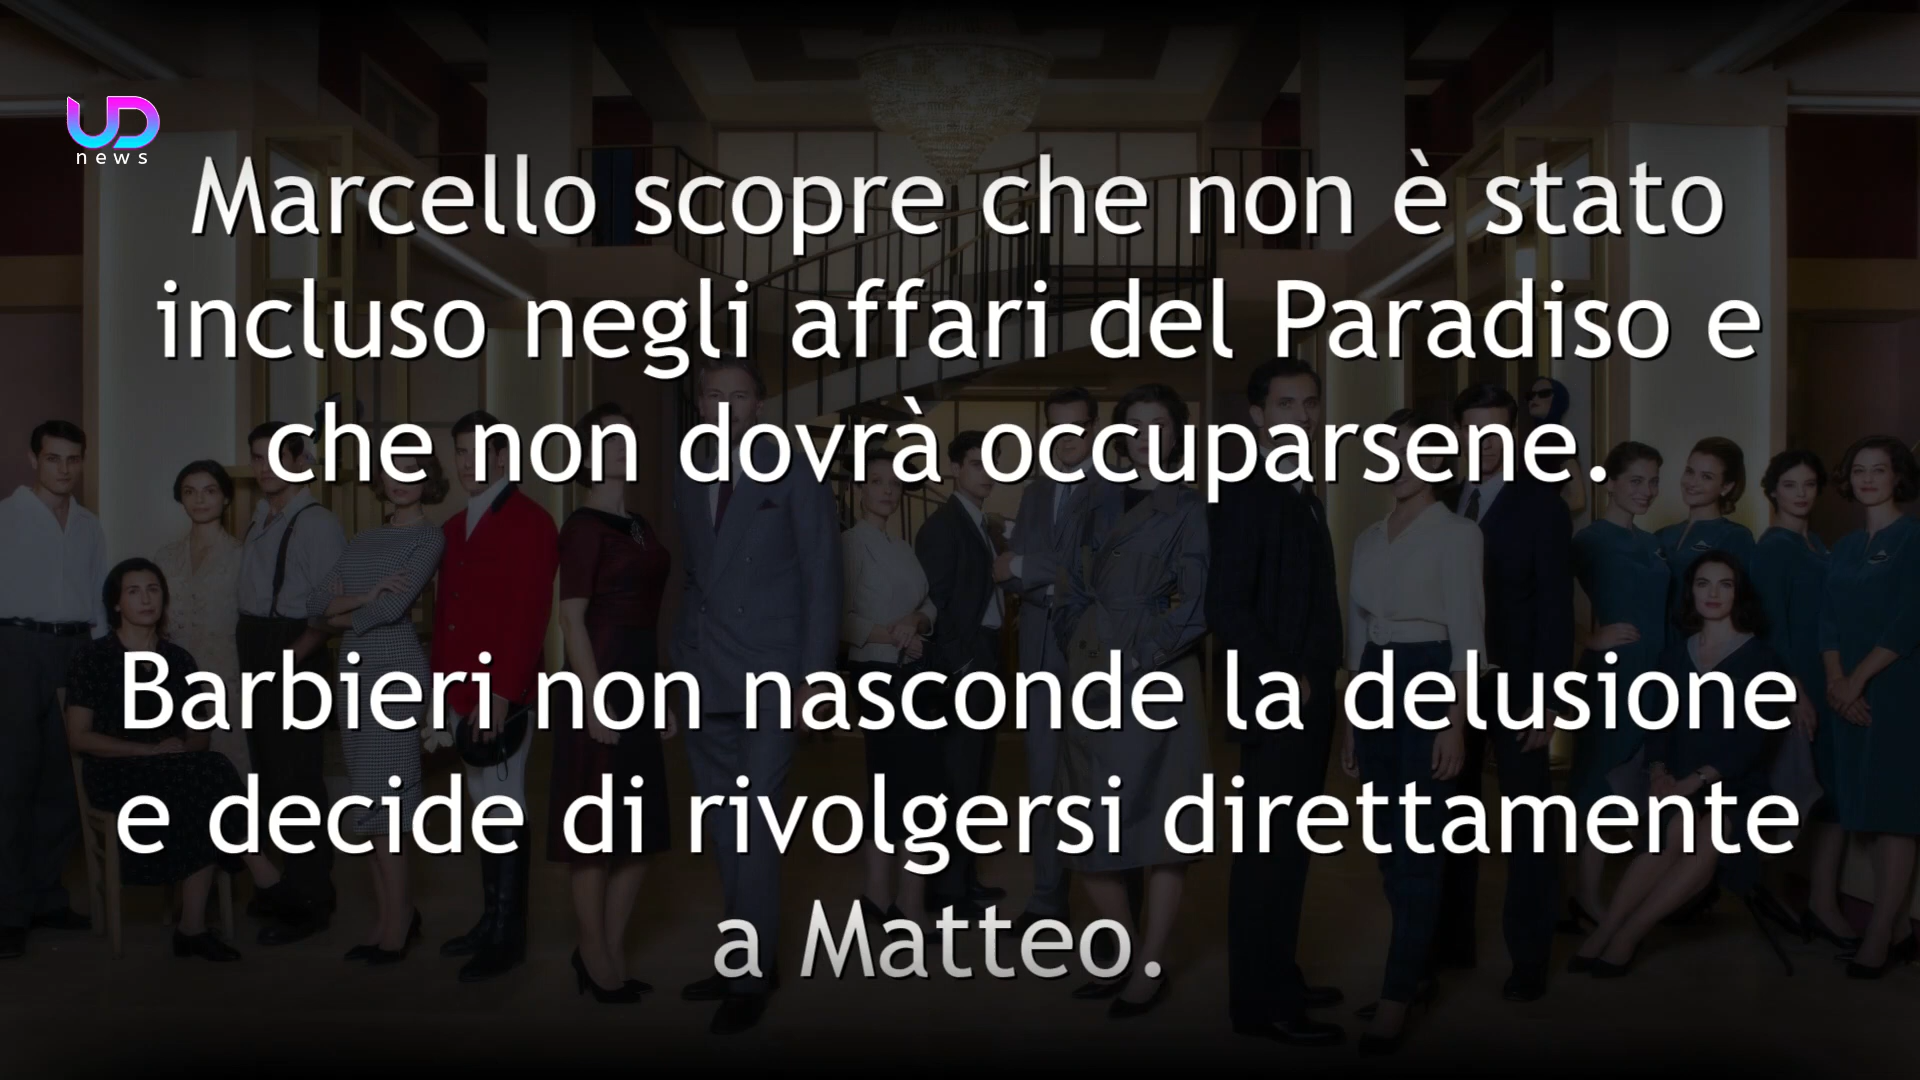 UD
news
Marcello scopre che non è stato
incluso negli affari del Paradiso e
che non dovrà occuparsene.
Barbieri non nasconde la delusione
e decide di rivolgersi direttamente
a Matteo.